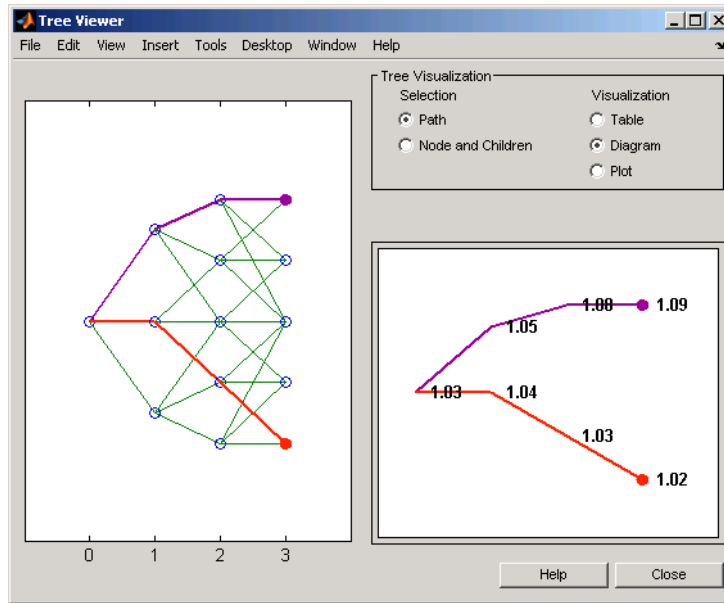 Tree Viewer
File Edit View Insert Tools Desktop Window Help
Tree Visualization
Selection Visualization
Path Table
Node and Children Diagram
Plot
1.08 1.09
1.05
1.03 1.04
1.03
1.02
0 1 2 3
Help Close